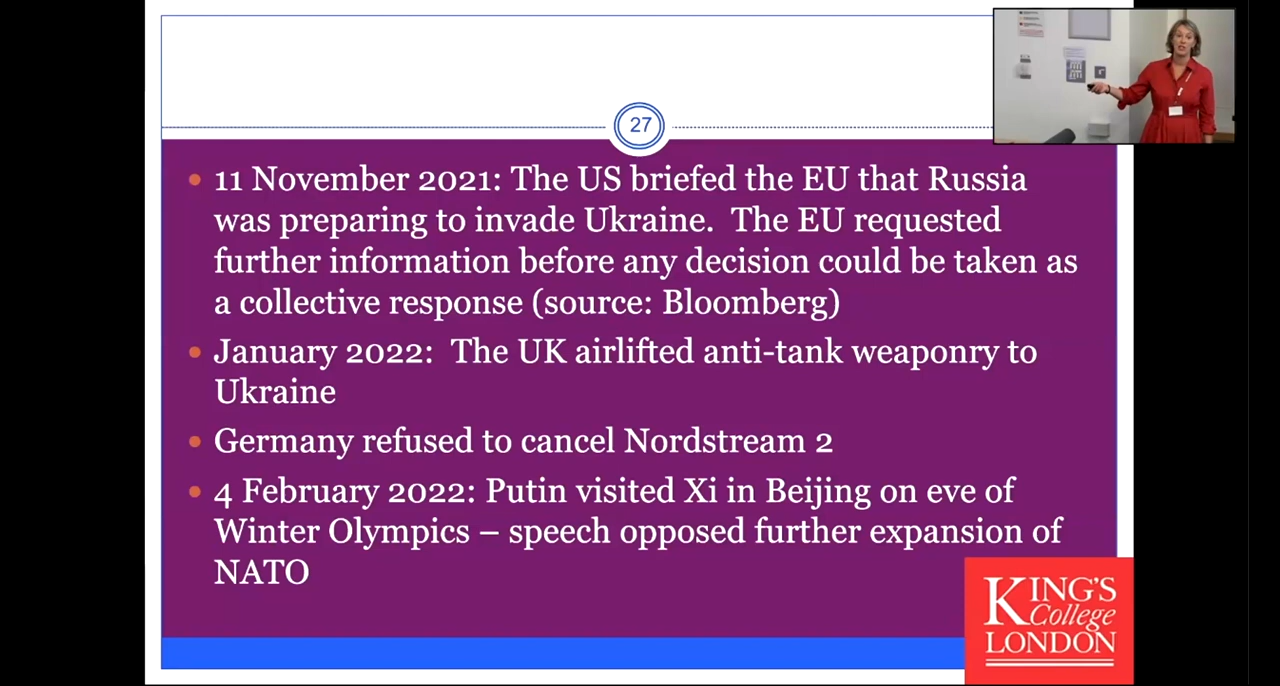 27
• 11 November 2021: The US briefed the EU that Russia
was preparing to invade Ukraine.  The EU requested
further information before any decision could be taken as
a collective response (source: Bloomberg)
• January 2022:  The UK airlifted anti-tank weaponry to
Ukraine
• Germany refused to cancel Nordstream 2
• 4 February 2022: Putin visited Xi in Beijing on eve of
Winter Olympics – speech opposed further expansion of
NATO
KING'S
College
LONDON